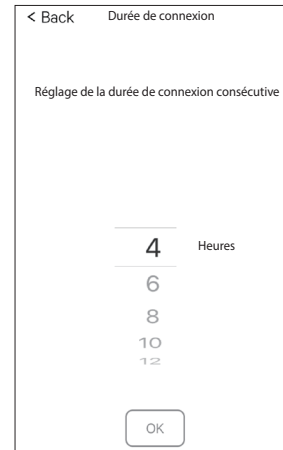 < Back Durée de connexion
Réglage de la durée de connexion consécutive
4 Heures
6
8
10
12
OK